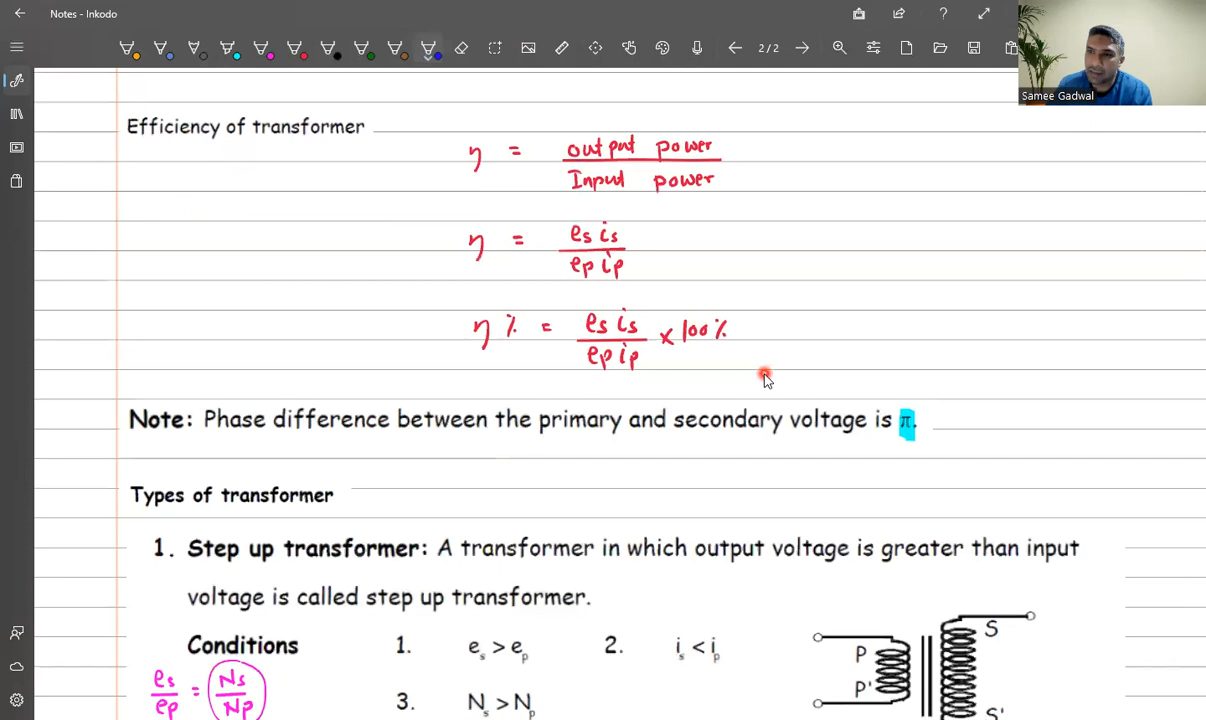 Notes - Inkodo
2/2
Samee Gadwal
Efficiency of transformer
η = output power / Input power
η = es is / ep ip
η % = es is / ep ip × 100%
Note: Phase difference between the primary and secondary voltage is π.
Types of transformer
1. Step up transformer: A transformer in which output voltage is greater than input
voltage is called step up transformer.
Conditions 1. es > ep 2. is < ip
3. Ns > Np
es / ep = Ns / Np
P S
P' S'